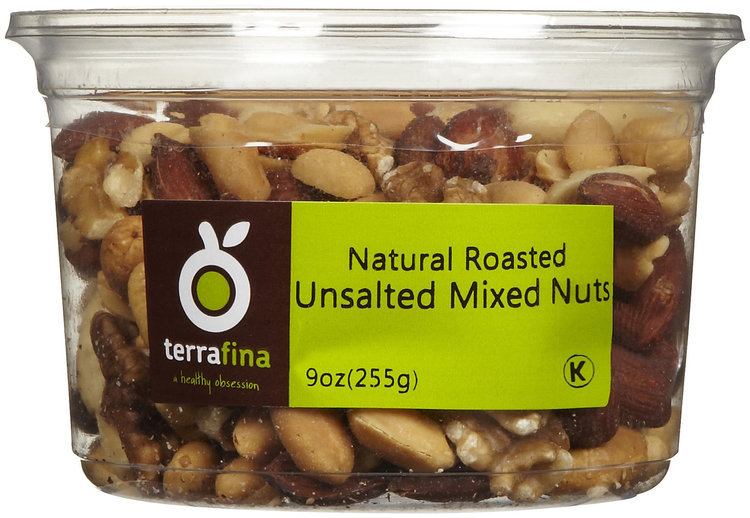 Natural Roasted
Unsalted Mixed Nuts
terrafina
a healthy obsession
9oz(255g)
K